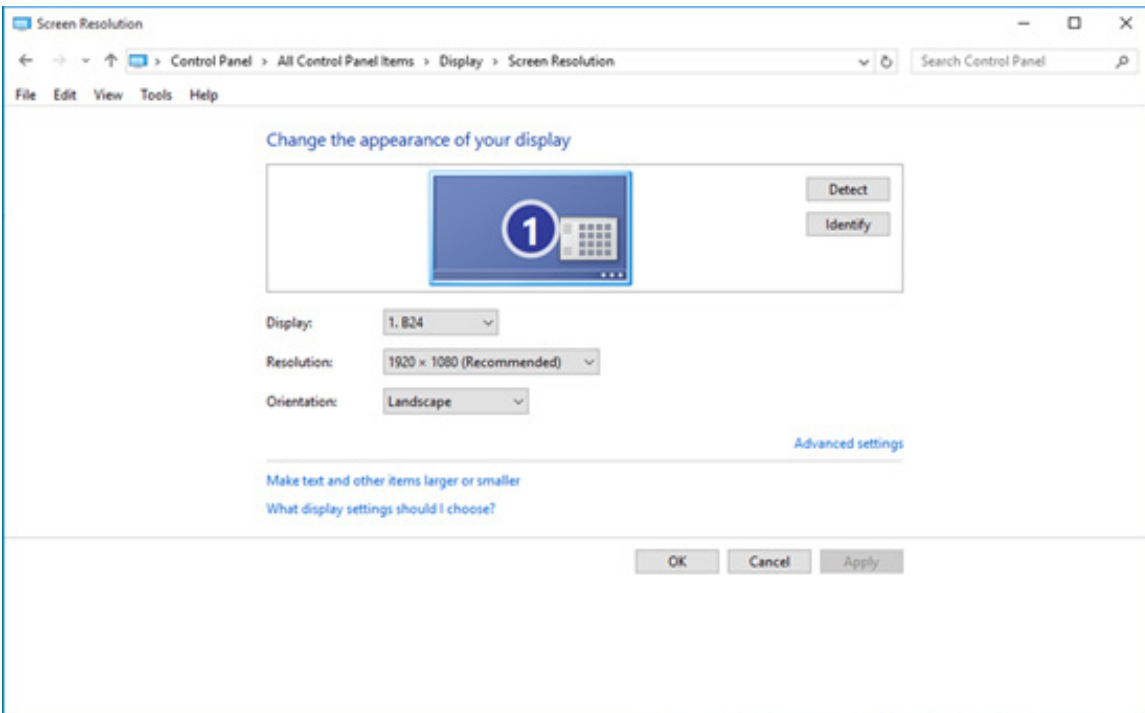 Screen Resolution
Control Panel > All Control Panel Items > Display > Screen Resolution
Search Control Panel
File Edit View Tools Help
Change the appearance of your display
1
Detect
Identify
Display: 1. B24
Resolution: 1920 × 1080 (Recommended)
Orientation: Landscape
Advanced settings
Make text and other items larger or smaller
What display settings should I choose?
OK Cancel Apply